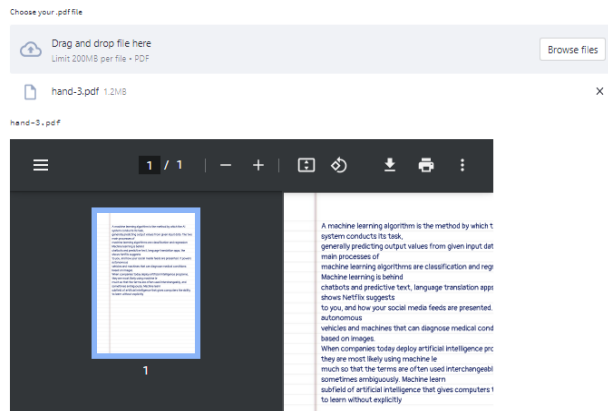 Choose your .pdf file
Drag and drop file here
Limit 200MB per file • PDF
Browse files
hand-3.pdf 1.2MB
hand-3.pdf
1 / 1
A machine learning algorithm is the method by which t
system conducts its task,
generally predicting output values from given input dat
main processes of
machine learning algorithms are classification and regr
Machine learning is behind
chatbots and predictive text, language translation apps
shows Netflix suggests
to you, and how your social media feeds are presented.
autonomous
vehicles and machines that can diagnose medical cond
based on images.
When companies today deploy artificial intelligence pro
they are most likely using machine le
much so that the terms are often used interchangeabl
sometimes ambiguously. Machine learn
subfield of artificial intelligence that gives computers t
to learn without explicitly
1